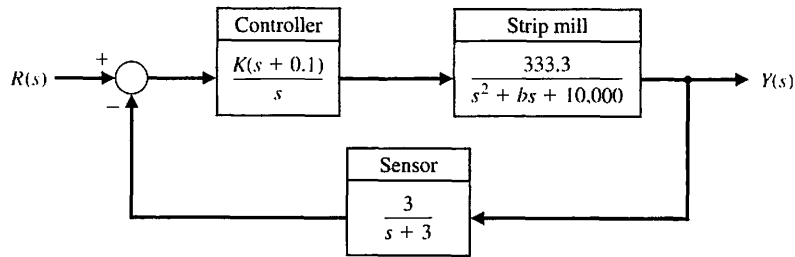 Controller
Strip mill
R(s)
+
−
K(s + 0.1)
s
333.3
s² + bs + 10,000
Y(s)
Sensor
3
s + 3